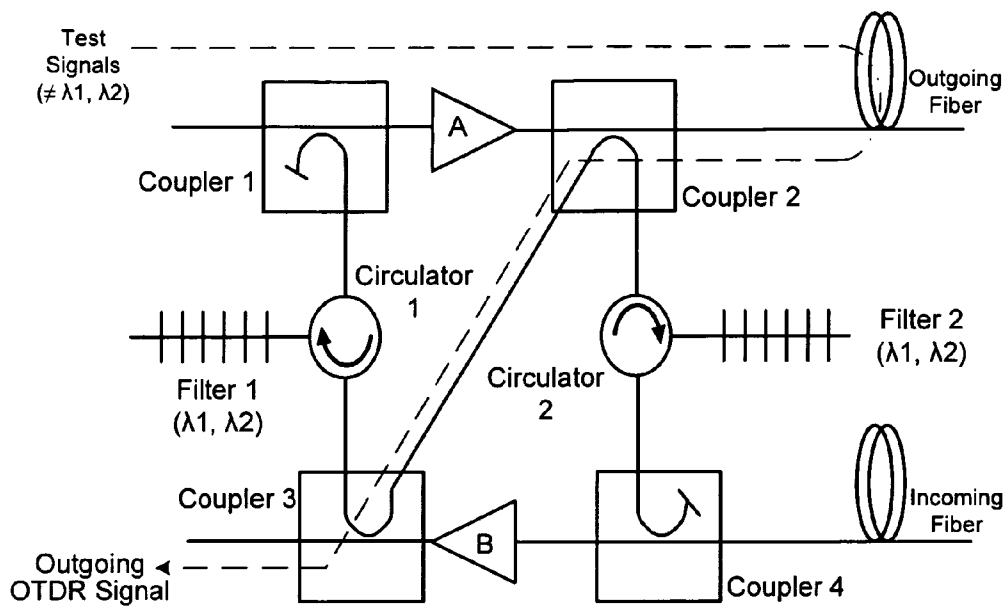 Test
Signals
(≠ λ1, λ2)
Outgoing
Fiber
A
Coupler 1
Coupler 2
Circulator
1
Filter 1
(λ1, λ2)
Circulator
2
Filter 2
(λ1, λ2)
Coupler 3
B
Incoming
Fiber
Outgoing
OTDR Signal
Coupler 4